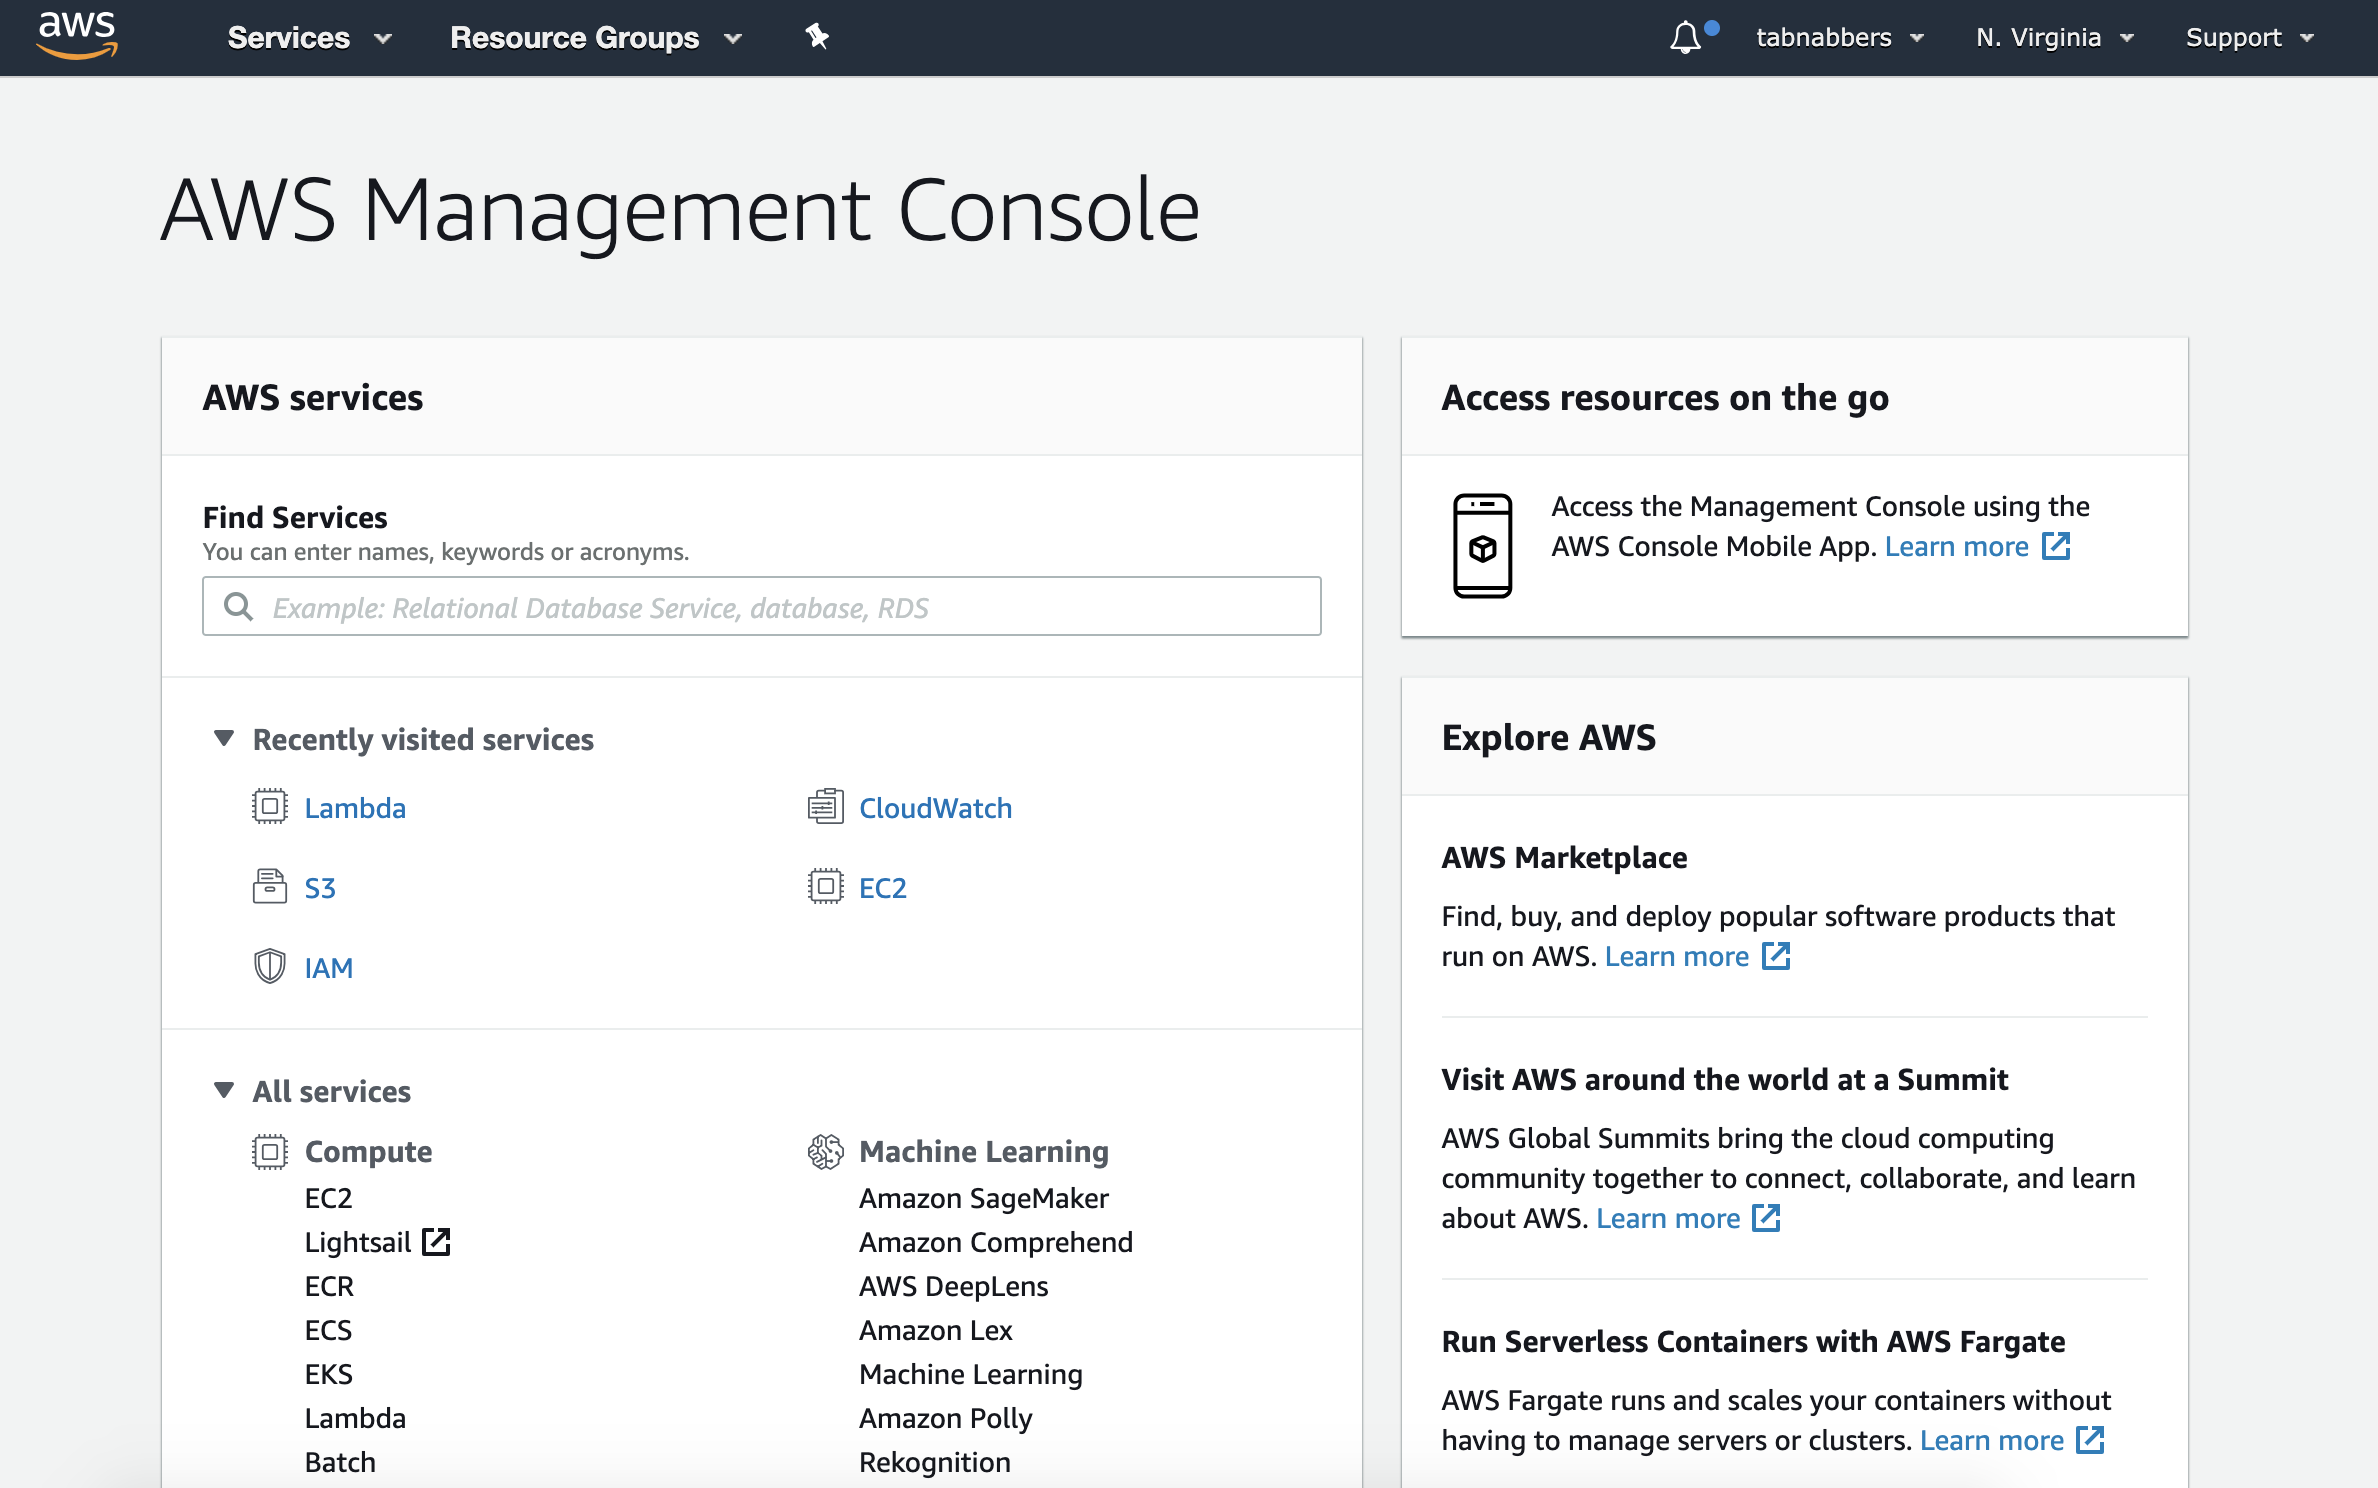 aws
Services
Resource Groups
tabnabbers
N. Virginia
Support
AWS Management Console
AWS services
Find Services
You can enter names, keywords or acronyms.
Example: Relational Database Service, database, RDS
Recently visited services
Lambda
CloudWatch
S3
EC2
IAM
All services
Compute
EC2
Lightsail
ECR
ECS
EKS
Lambda
Batch
Machine Learning
Amazon SageMaker
Amazon Comprehend
AWS DeepLens
Amazon Lex
Machine Learning
Amazon Polly
Rekognition
Access resources on the go
Access the Management Console using the
AWS Console Mobile App. Learn more
Explore AWS
AWS Marketplace
Find, buy, and deploy popular software products that
run on AWS. Learn more
Visit AWS around the world at a Summit
AWS Global Summits bring the cloud computing
community together to connect, collaborate, and learn
about AWS. Learn more
Run Serverless Containers with AWS Fargate
AWS Fargate runs and scales your containers without
having to manage servers or clusters. Learn more